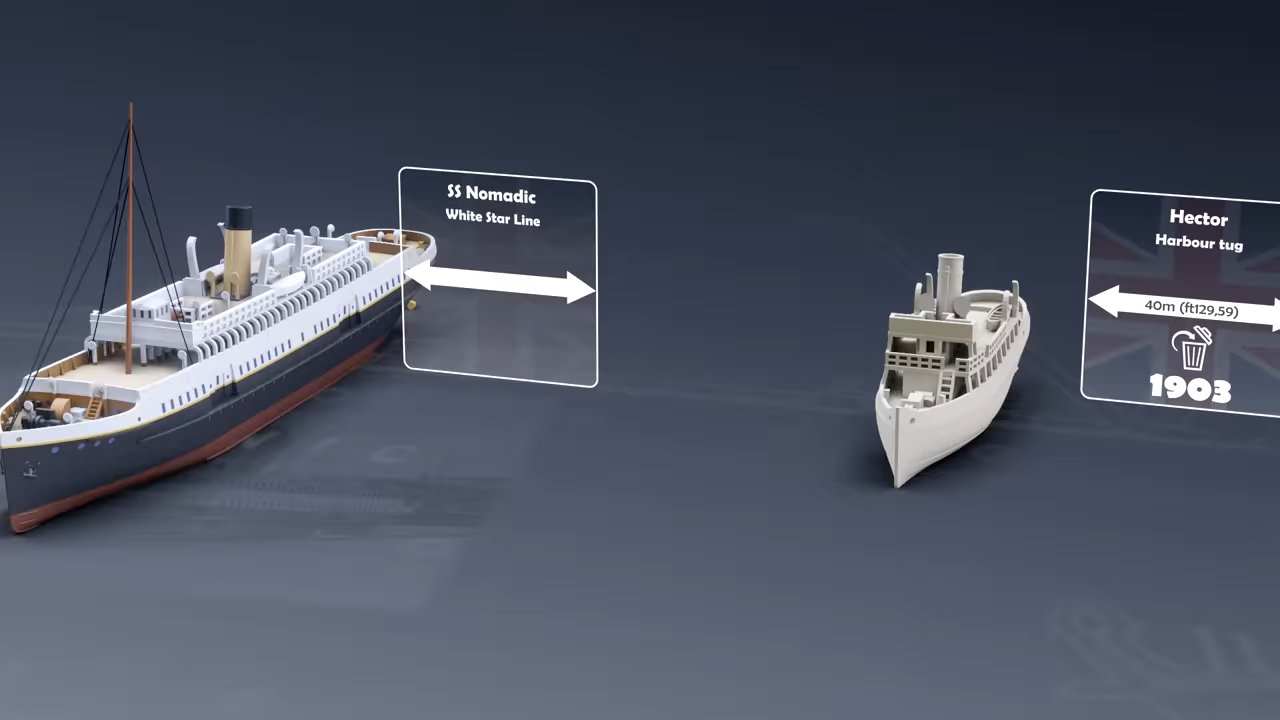 SS Nomadic
White Star Line
Hector
Harbour tug
40m (ft129,59)
1903